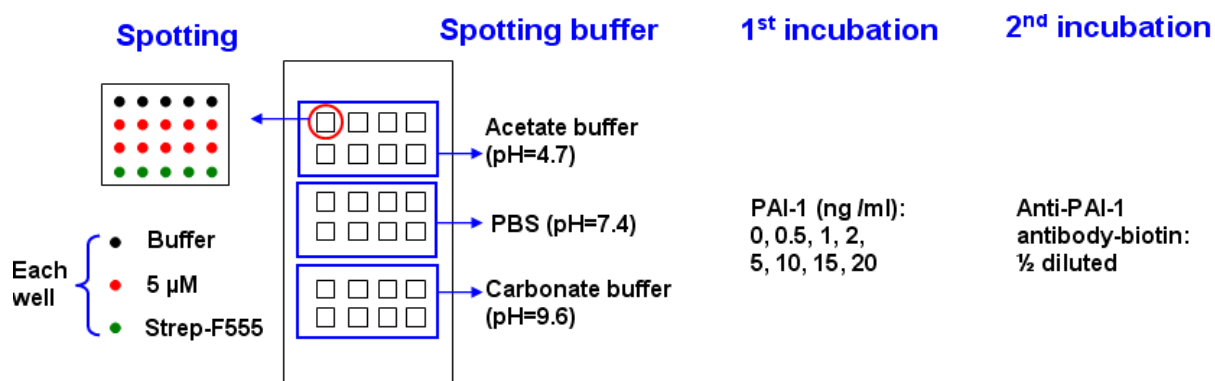 Spotting
Spotting buffer
1st incubation
2nd incubation
Acetate buffer
(pH=4.7)
PBS (pH=7.4)
Carbonate buffer
(pH=9.6)
PAI-1 (ng /ml):
0, 0.5, 1, 2,
5, 10, 15, 20
Anti-PAI-1
antibody-biotin:
½ diluted
Each
well
Buffer
5 µM
Strep-F555